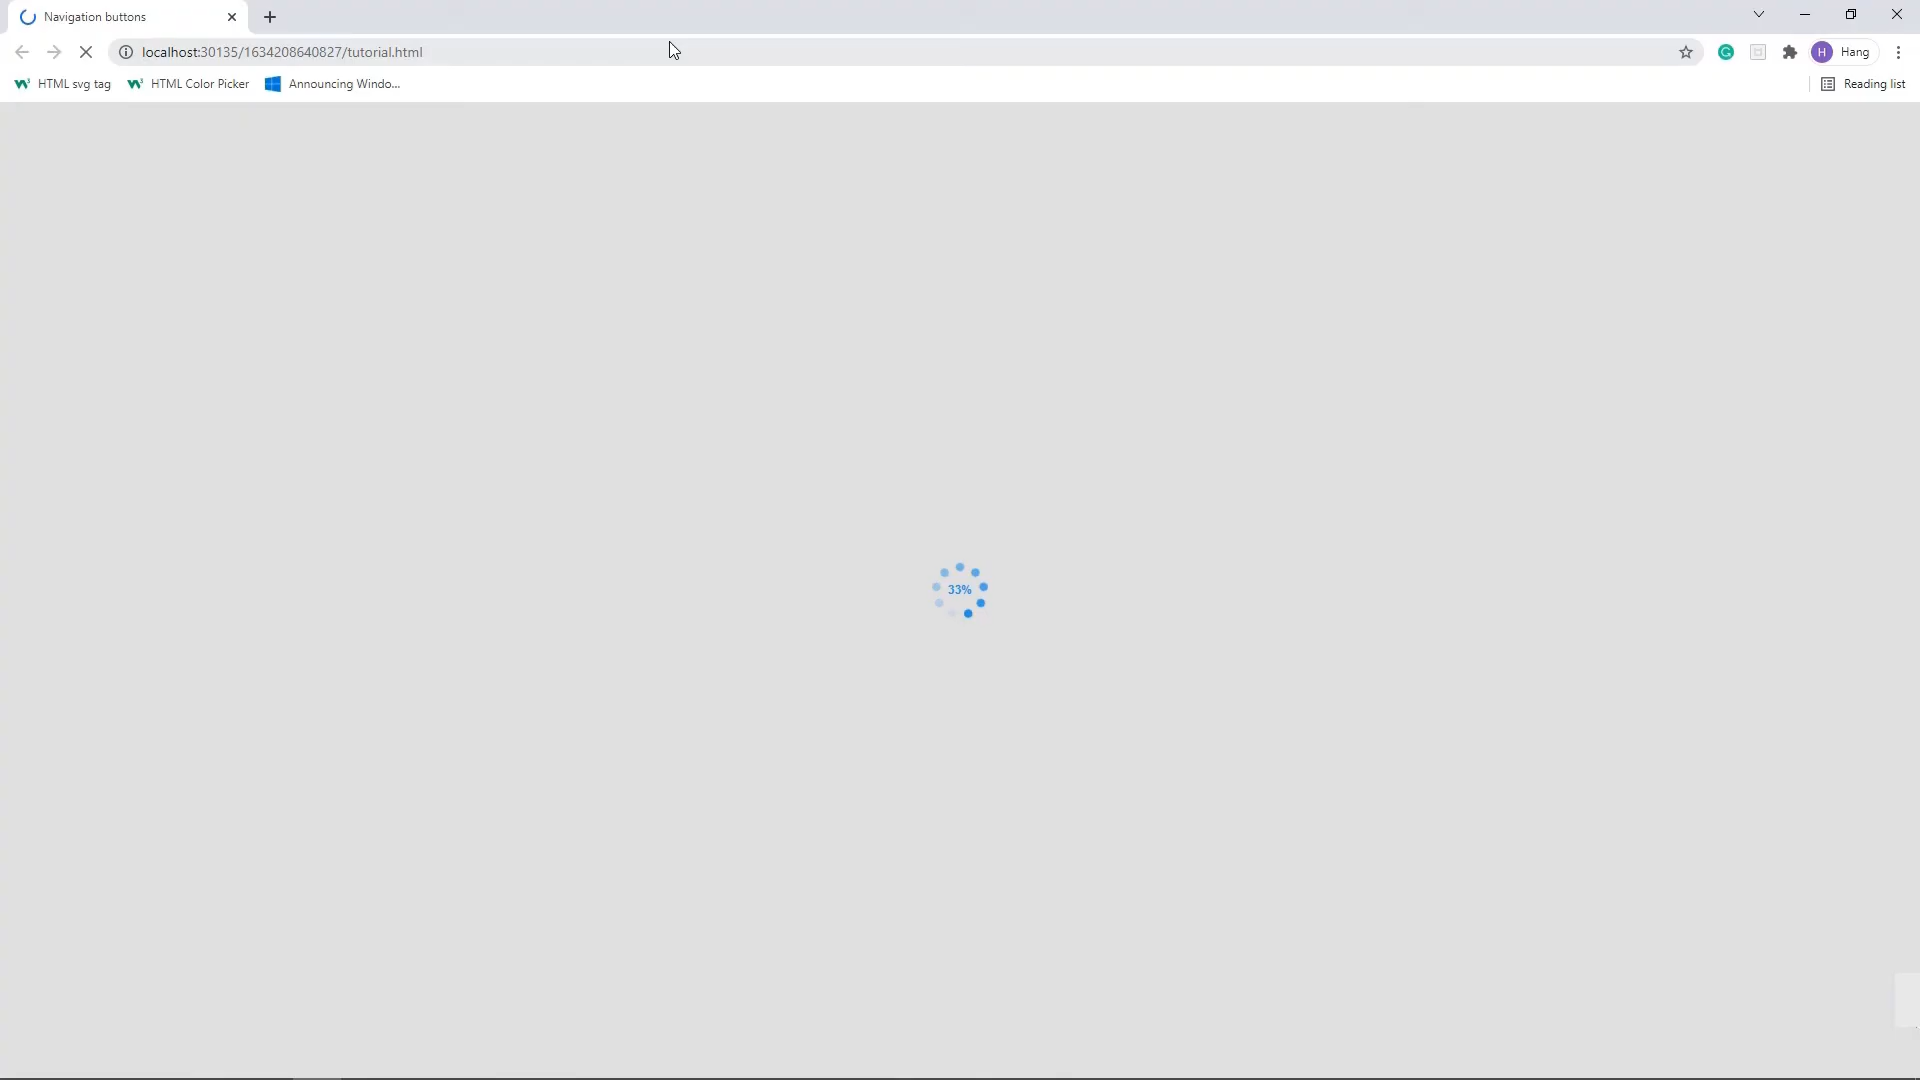 Navigation buttons
localhost:30135/1634208640827/tutorial.html
H Hang
HTML svg tag
HTML Color Picker
Announcing Windo...
Reading list
33%